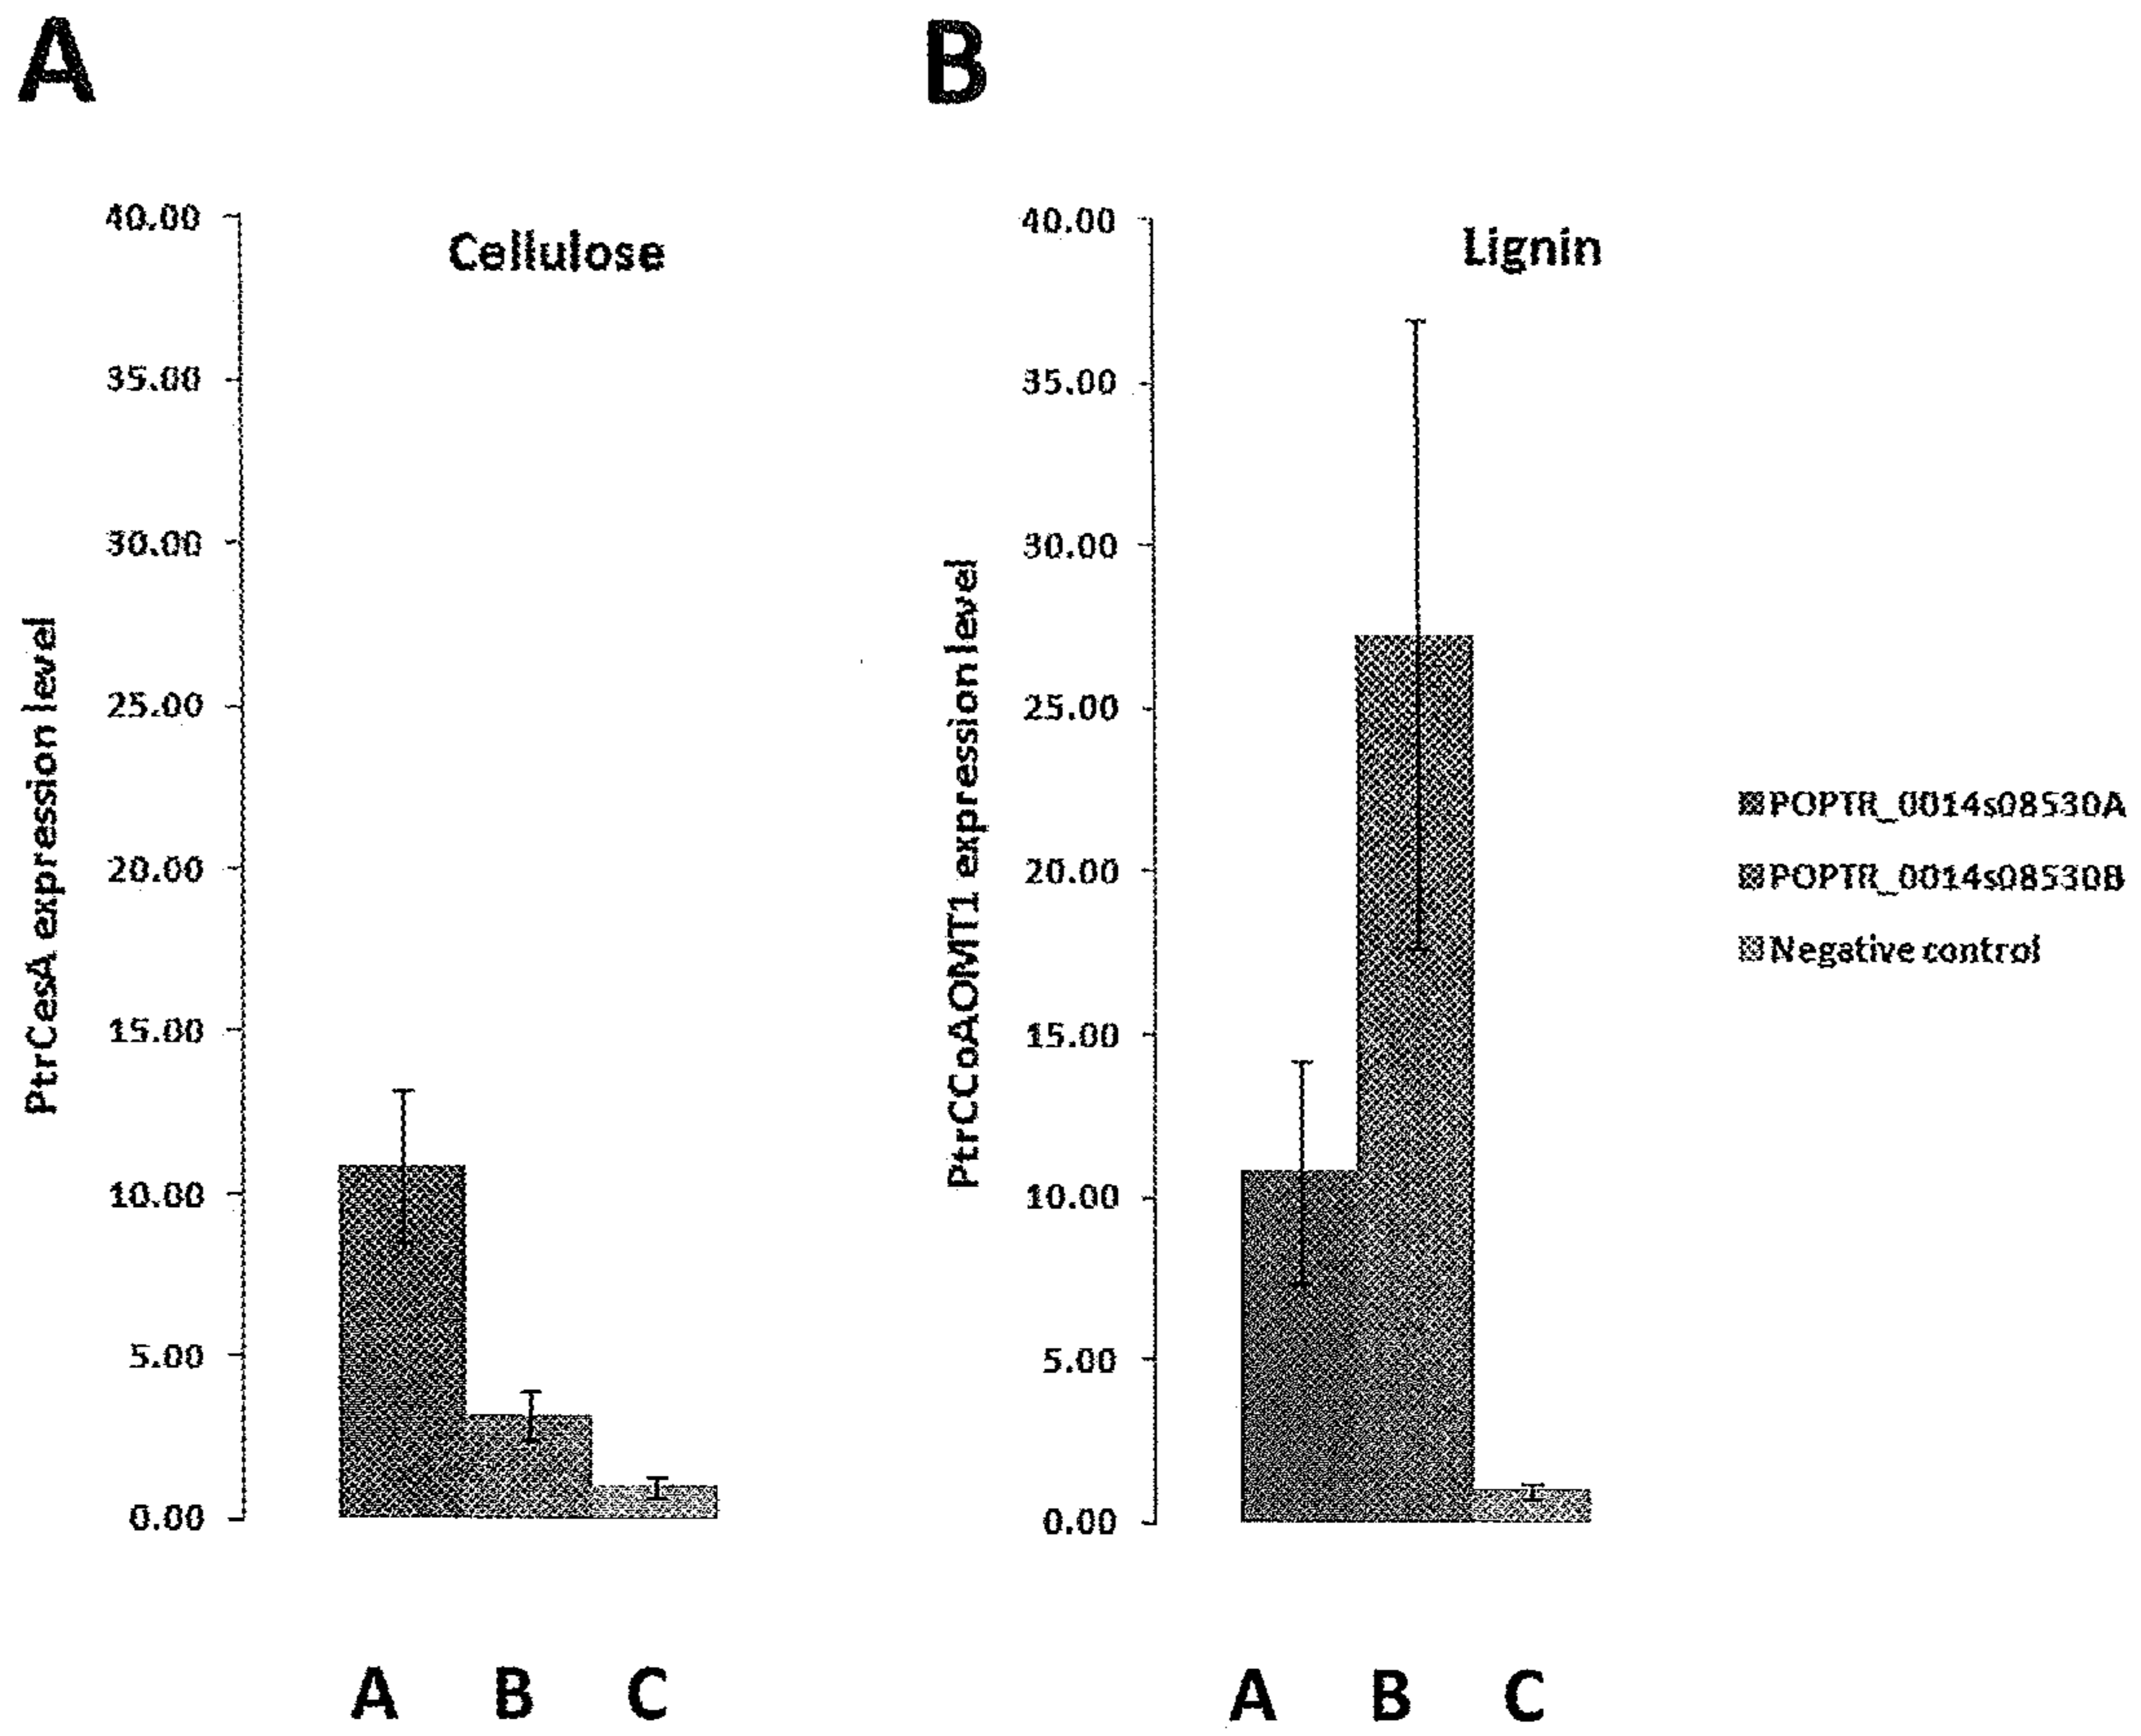 A
B
Cellulose
40.00
35.00
30.00
25.00
20.00
15.00
10.00
5.00
0.00
PtrCesA expression level
A B C
Lignin
40.00
35.00
30.00
25.00
20.00
15.00
10.00
5.00
0.00
PtrCCoAOMT1 expression level
A B C
POPTR_0014s08530A
POPTR_0014s08530B
Negative control